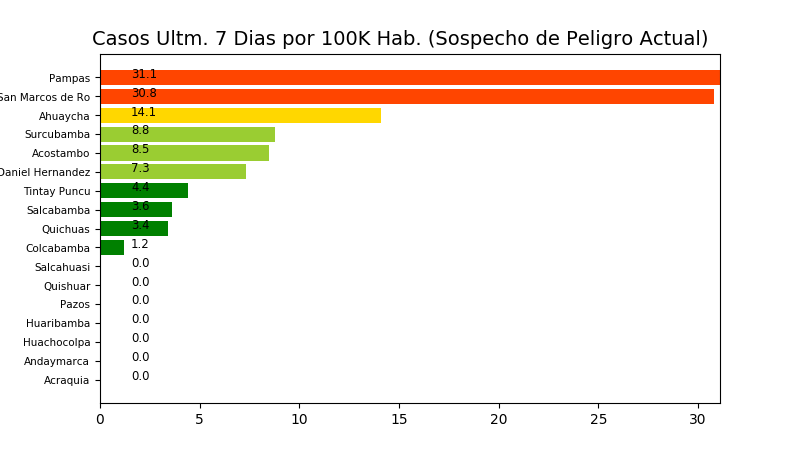 Casos Ultm. 7 Dias por 100K Hab. (Sospecho de Peligro Actual)
Pampas 31.1
San Marcos de Ro 30.8
Ahuaycha 14.1
Surcubamba 8.8
Acostambo 8.5
Daniel Hernandez 7.3
Tintay Puncu 4.4
Salcabamba 3.6
Quichuas 3.4
Colcabamba 1.2
Salcahuasi 0.0
Quishuar 0.0
Pazos 0.0
Huaribamba 0.0
Huachocolpa 0.0
Andaymarca 0.0
Acraquia 0.0
0 5 10 15 20 25 30